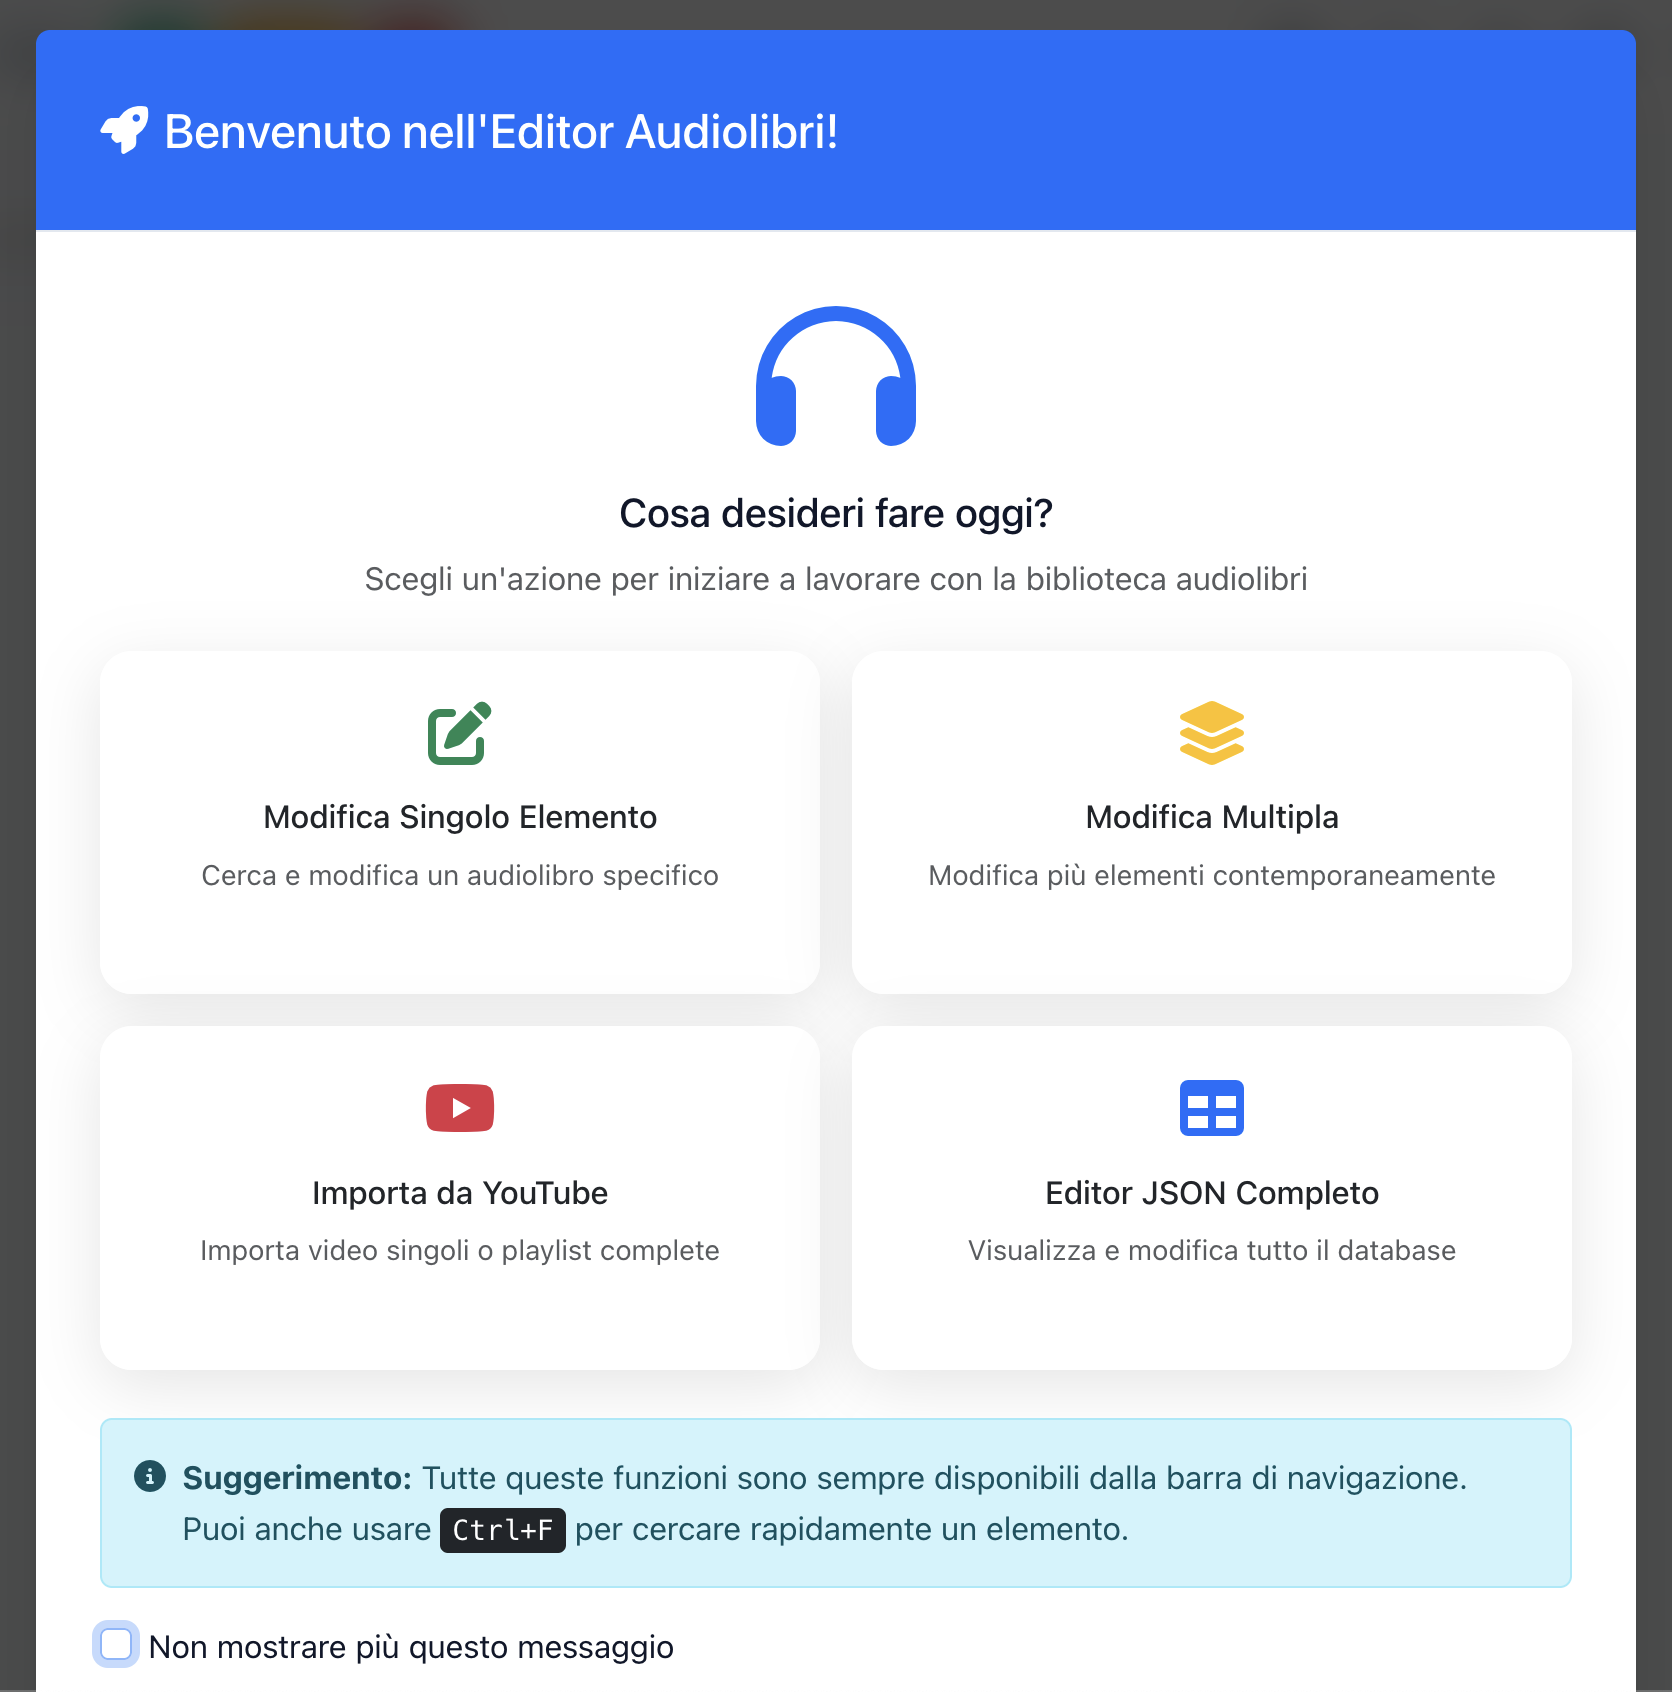 Benvenuto nell'Editor Audiolibri!
Cosa desideri fare oggi?
Scegli un'azione per iniziare a lavorare con la biblioteca audiolibri
Modifica Singolo Elemento
Cerca e modifica un audiolibro specifico
Modifica Multipla
Modifica più elementi contemporaneamente
Importa da YouTube
Importa video singoli o playlist complete
Editor JSON Completo
Visualizza e modifica tutto il database
Suggerimento: Tutte queste funzioni sono sempre disponibili dalla barra di navigazione.
Puoi anche usare Ctrl+F per cercare rapidamente un elemento.
Non mostrare più questo messaggio